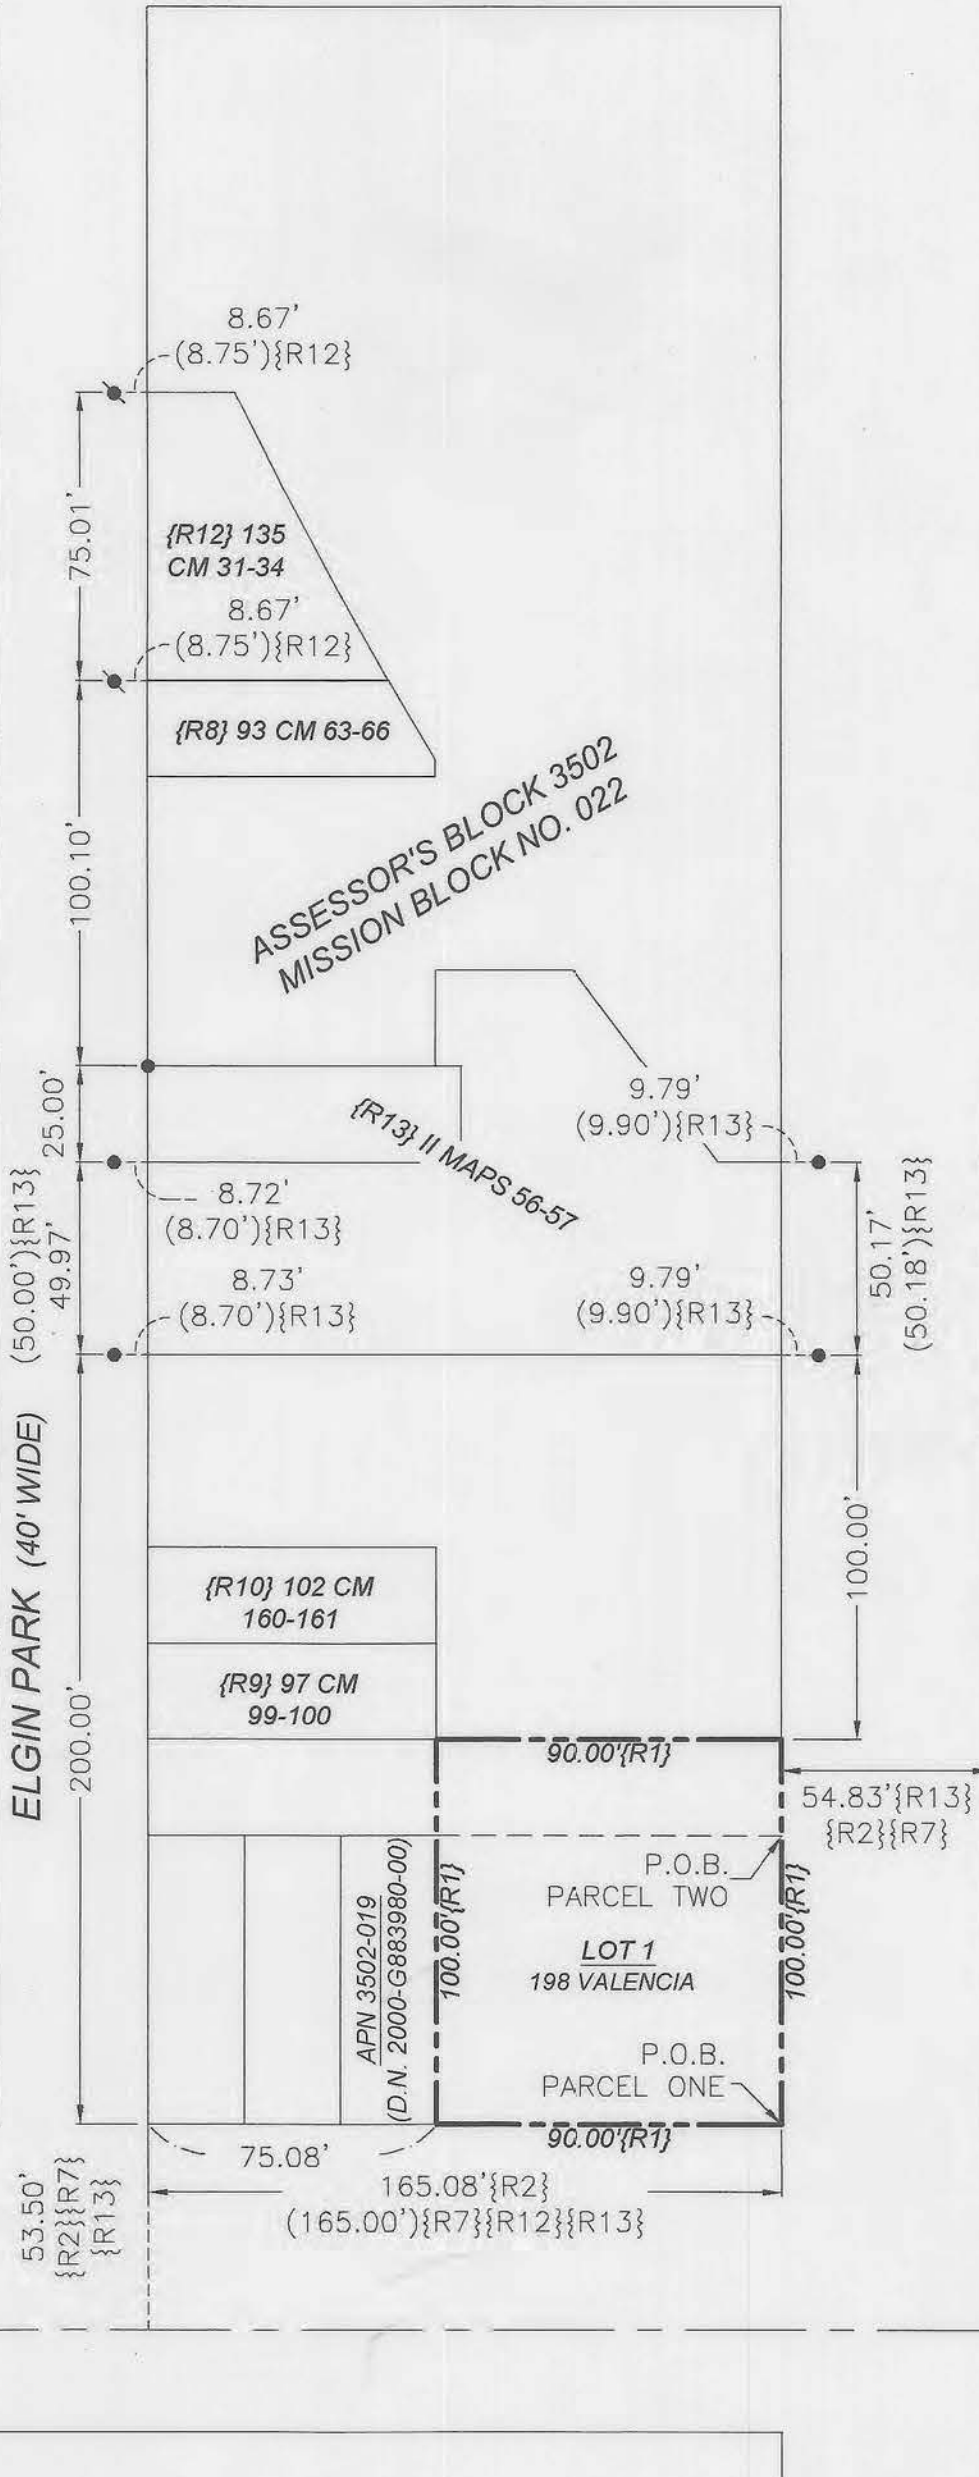 8.67'
(8.75'){R12}
75.01'
{R12} 135
CM 31-34
8.67'
(8.75'){R12}
{R8} 93 CM 63-66
100.10'
ASSESSOR'S BLOCK 3502
MISSION BLOCK NO. 022
25.00'
{R13} II MAPS 56-57
9.79'
(9.90'){R13}
8.72'
(8.70'){R13}
(50.00'){R13}
49.97'
8.73'
(8.70'){R13}
9.79'
(9.90'){R13}
50.17'
(50.18'){R13}
ELGIN PARK (40' WIDE)
200.00'
100.00'
{R10} 102 CM
160-161
{R9} 97 CM
99-100
90.00'{R1}
54.83'{R13}
{R2}{R7}
P.O.B.
PARCEL TWO
APN 3502-019
(D.N. 2000-G883980-00)
100.00'{R1}
LOT 1
198 VALENCIA
100.00'{R1}
P.O.B.
PARCEL ONE
90.00'{R1}
75.08'
165.08'{R2}
(165.00'){R7}{R12}{R13}
53.50'
{R2}{R7}
{R13}